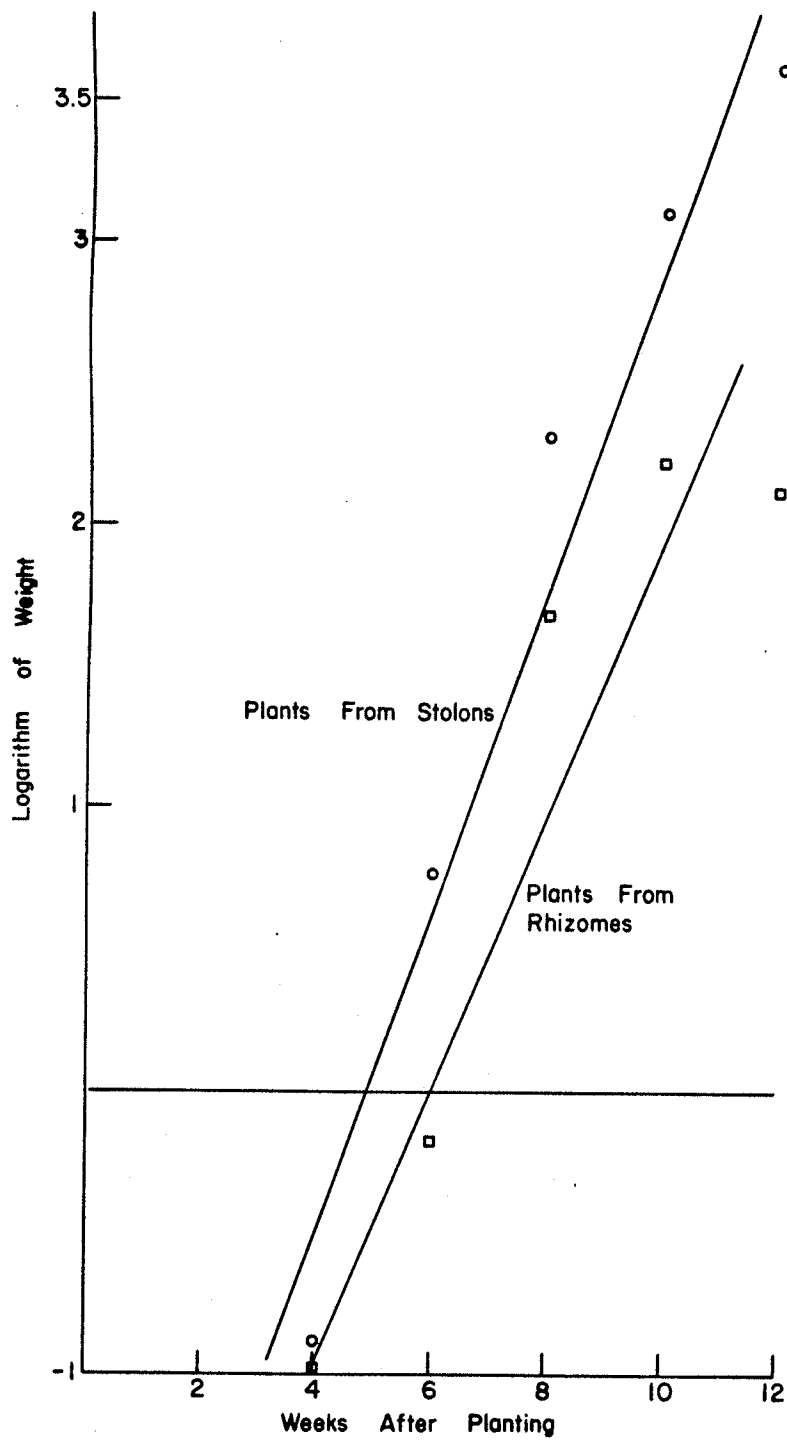 3.5
3
2
1
-1
Logarithm of Weight
Plants From Stolons
Plants From
Rhizomes
2 4 6 8 10 12
Weeks After Planting